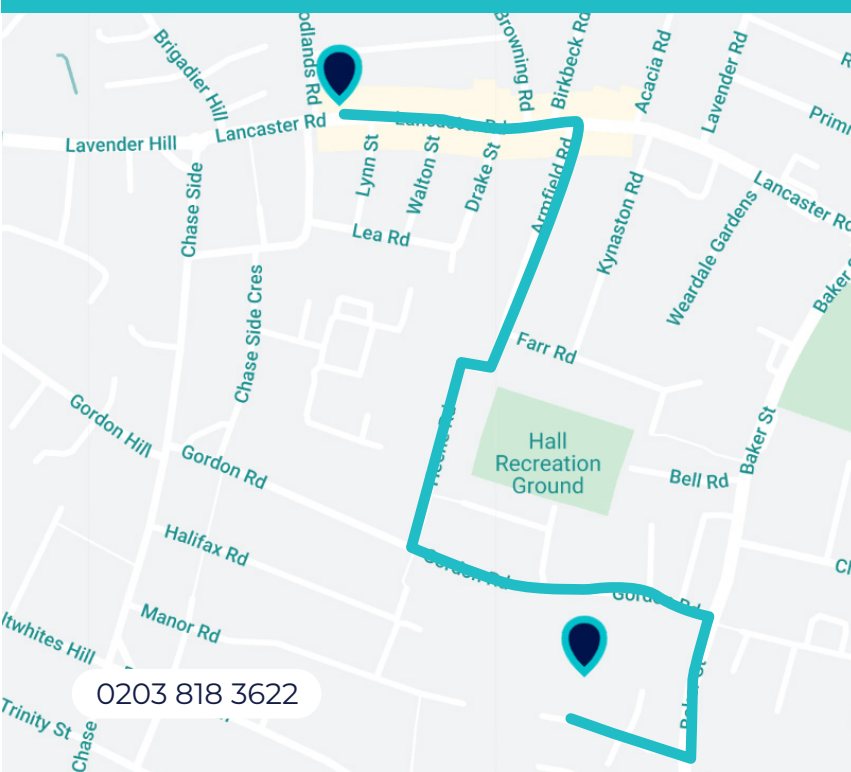 Brigadier Hill
Browning Rd
Birkbeck Rd
Acacia Rd
Lavender Rd
Lavender Hill
Lancaster Rd
Chase Side
Lynn St
Walton St
Drake St
Armfield Rd
Kynaston Rd
Weardale Gardens
Lancaster Rd
Lea Rd
Chase Side Cres
Farr Rd
Baker St
Gordon Hill
Gordon Rd
Hall
Recreation
Ground
Bell Rd
Halifax Rd
Gordon Rd
Gordon Rd
Manor Rd
0203 818 3622
Trinity St
Chase